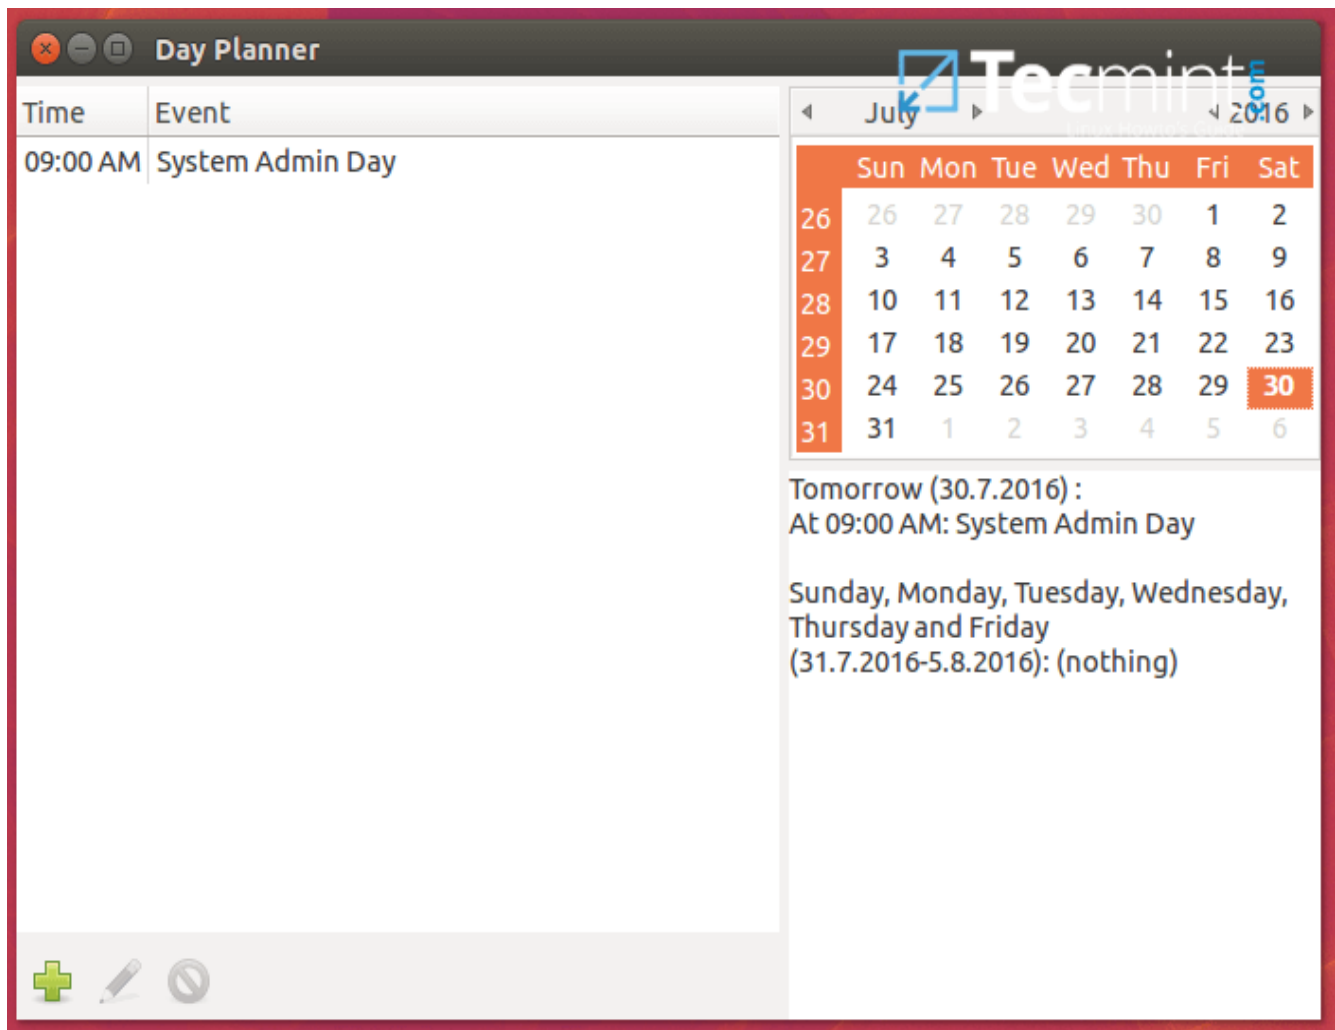 Day Planner
Tecmint.com
Linux Howto's Guide
Time Event
09:00 AM System Admin Day
July 2016
Sun Mon Tue Wed Thu Fri Sat
26 26 27 28 29 30 1 2
27 3 4 5 6 7 8 9
28 10 11 12 13 14 15 16
29 17 18 19 20 21 22 23
30 24 25 26 27 28 29 30
31 31 1 2 3 4 5 6
Tomorrow (30.7.2016) :
At 09:00 AM: System Admin Day
Sunday, Monday, Tuesday, Wednesday,
Thursday and Friday
(31.7.2016-5.8.2016): (nothing)